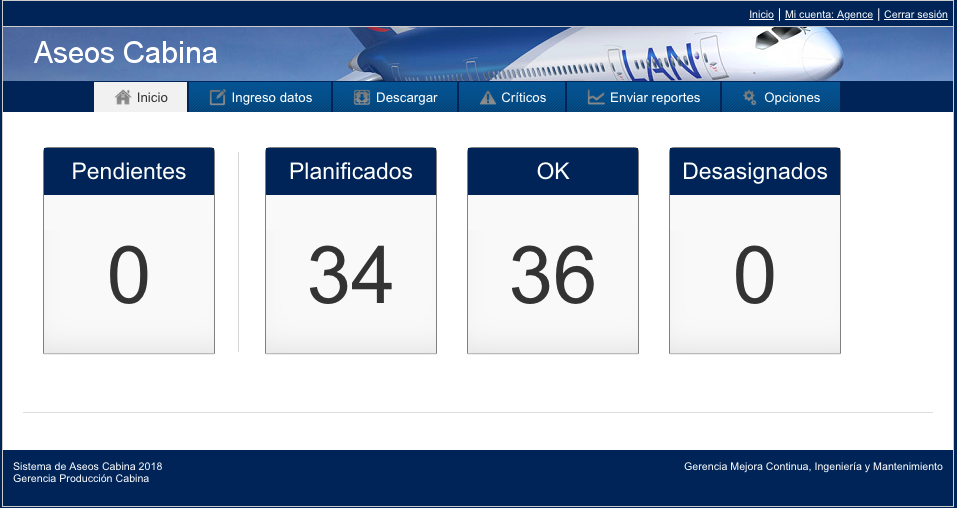 Inicio | Mi cuenta: Agence | Cerrar sesión
Aseos Cabina
LAN
Inicio
Ingreso datos
Descargar
Críticos
Enviar reportes
Opciones
Pendientes
0
Planificados
34
OK
36
Desasignados
0
Sistema de Aseos Cabina 2018
Gerencia Producción Cabina
Gerencia Mejora Continua, Ingeniería y Mantenimiento